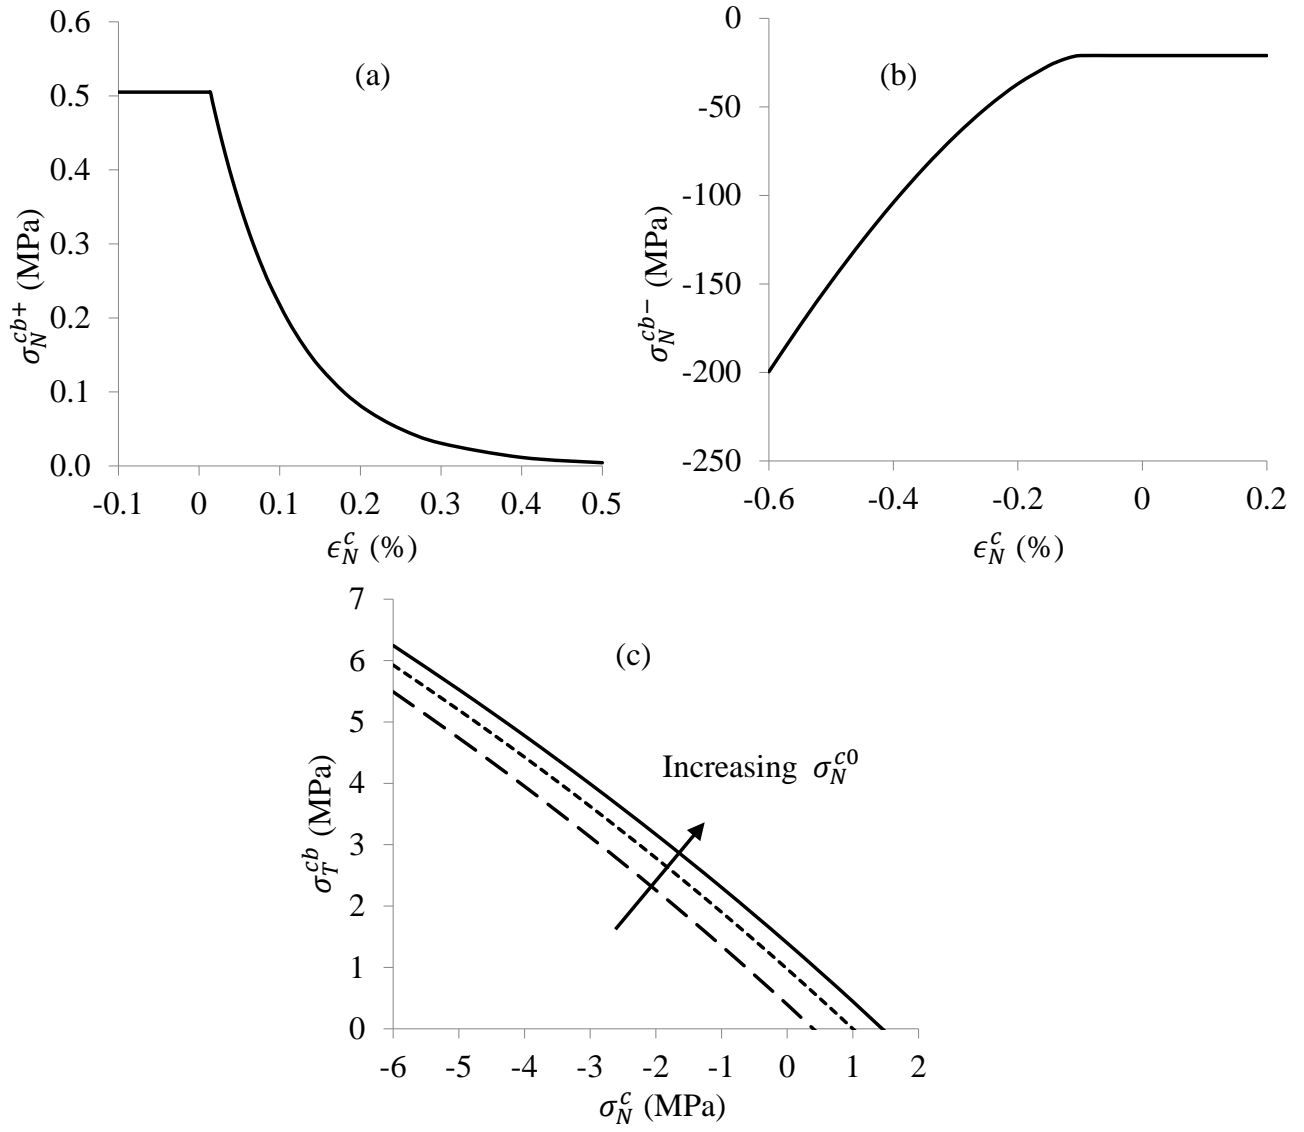 0.6
0.5
0.4
0.3
0.2
0.1
0.0
-0.1 0 0.1 0.2 0.3 0.4 0.5
σ_N^{cb+} (MPa)
ϵ_N^c (%)
(a)
0
-50
-100
-150
-200
-250
-0.6 -0.4 -0.2 0 0.2
σ_N^{cb−} (MPa)
ϵ_N^c (%)
(b)
7
6
5
4
3
2
1
0
-6 -5 -4 -3 -2 -1 0 1 2
σ_T^{cb} (MPa)
σ_N^c (MPa)
(c)
Increasing σ_N^{c0}